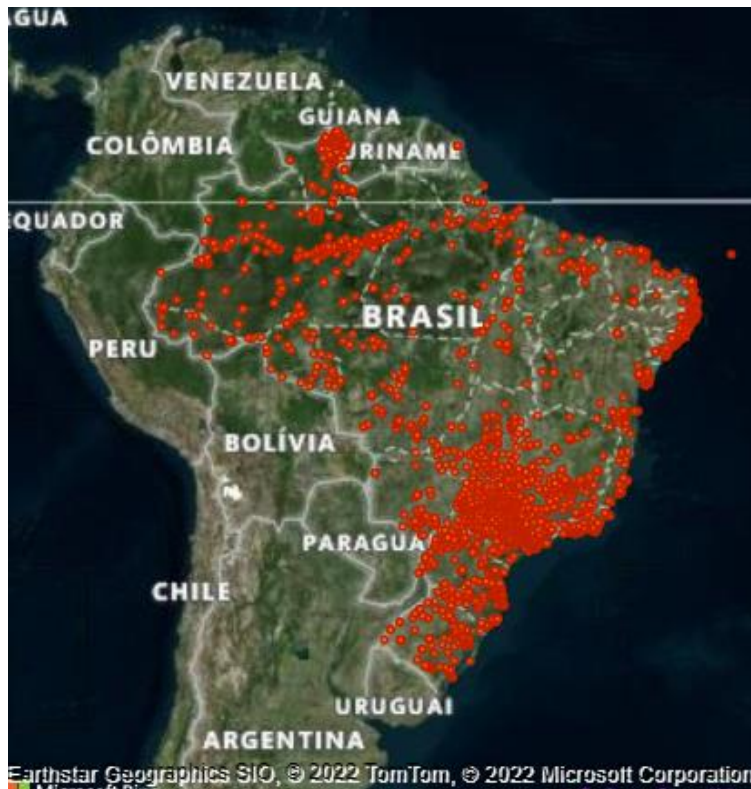 AGUA
VENEZUELA
GUIANA
COLÔMBIA
URINAME
EQUADOR
BRASIL
PERU
BOLÍVIA
PARAGUA
CHILE
URUGUAI
ARGENTINA
Earthstar Geographics SIO, © 2022 TomTom, © 2022 Microsoft Corporation